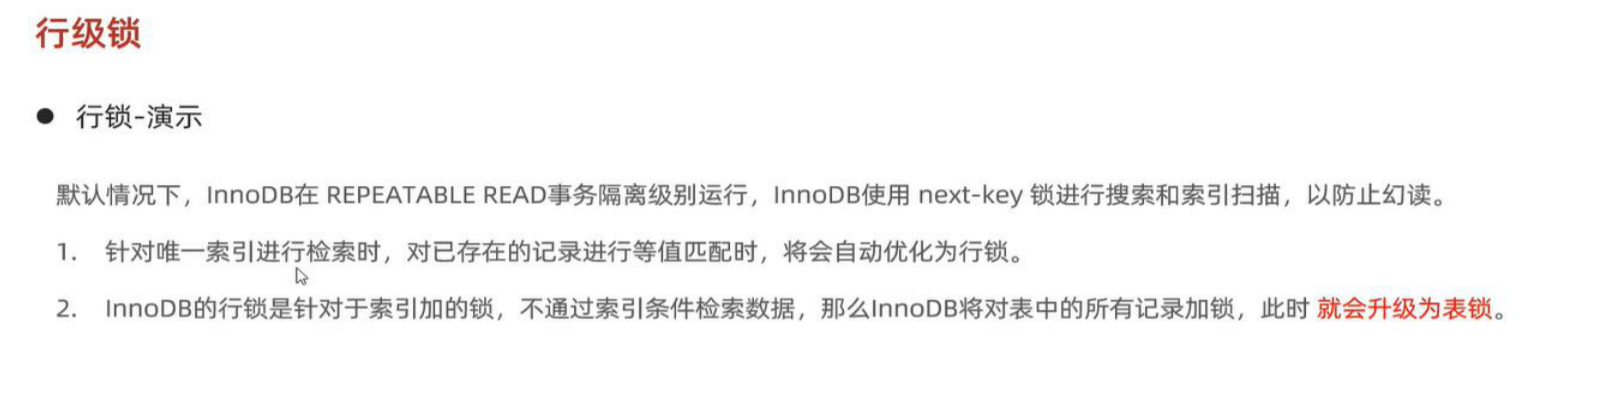 行级锁
● 行锁-演示
默认情况下，InnoDB在 REPEATABLE READ事务隔离级别运行，InnoDB使用 next-key 锁进行搜索和索引扫描，以防止幻读。
1. 针对唯一索引进行检索时，对已存在的记录进行等值匹配时，将会自动优化为行锁。
2. InnoDB的行锁是针对于索引加的锁，不通过索引条件检索数据，那么InnoDB将对表中的所有记录加锁，此时 就会升级为表锁。